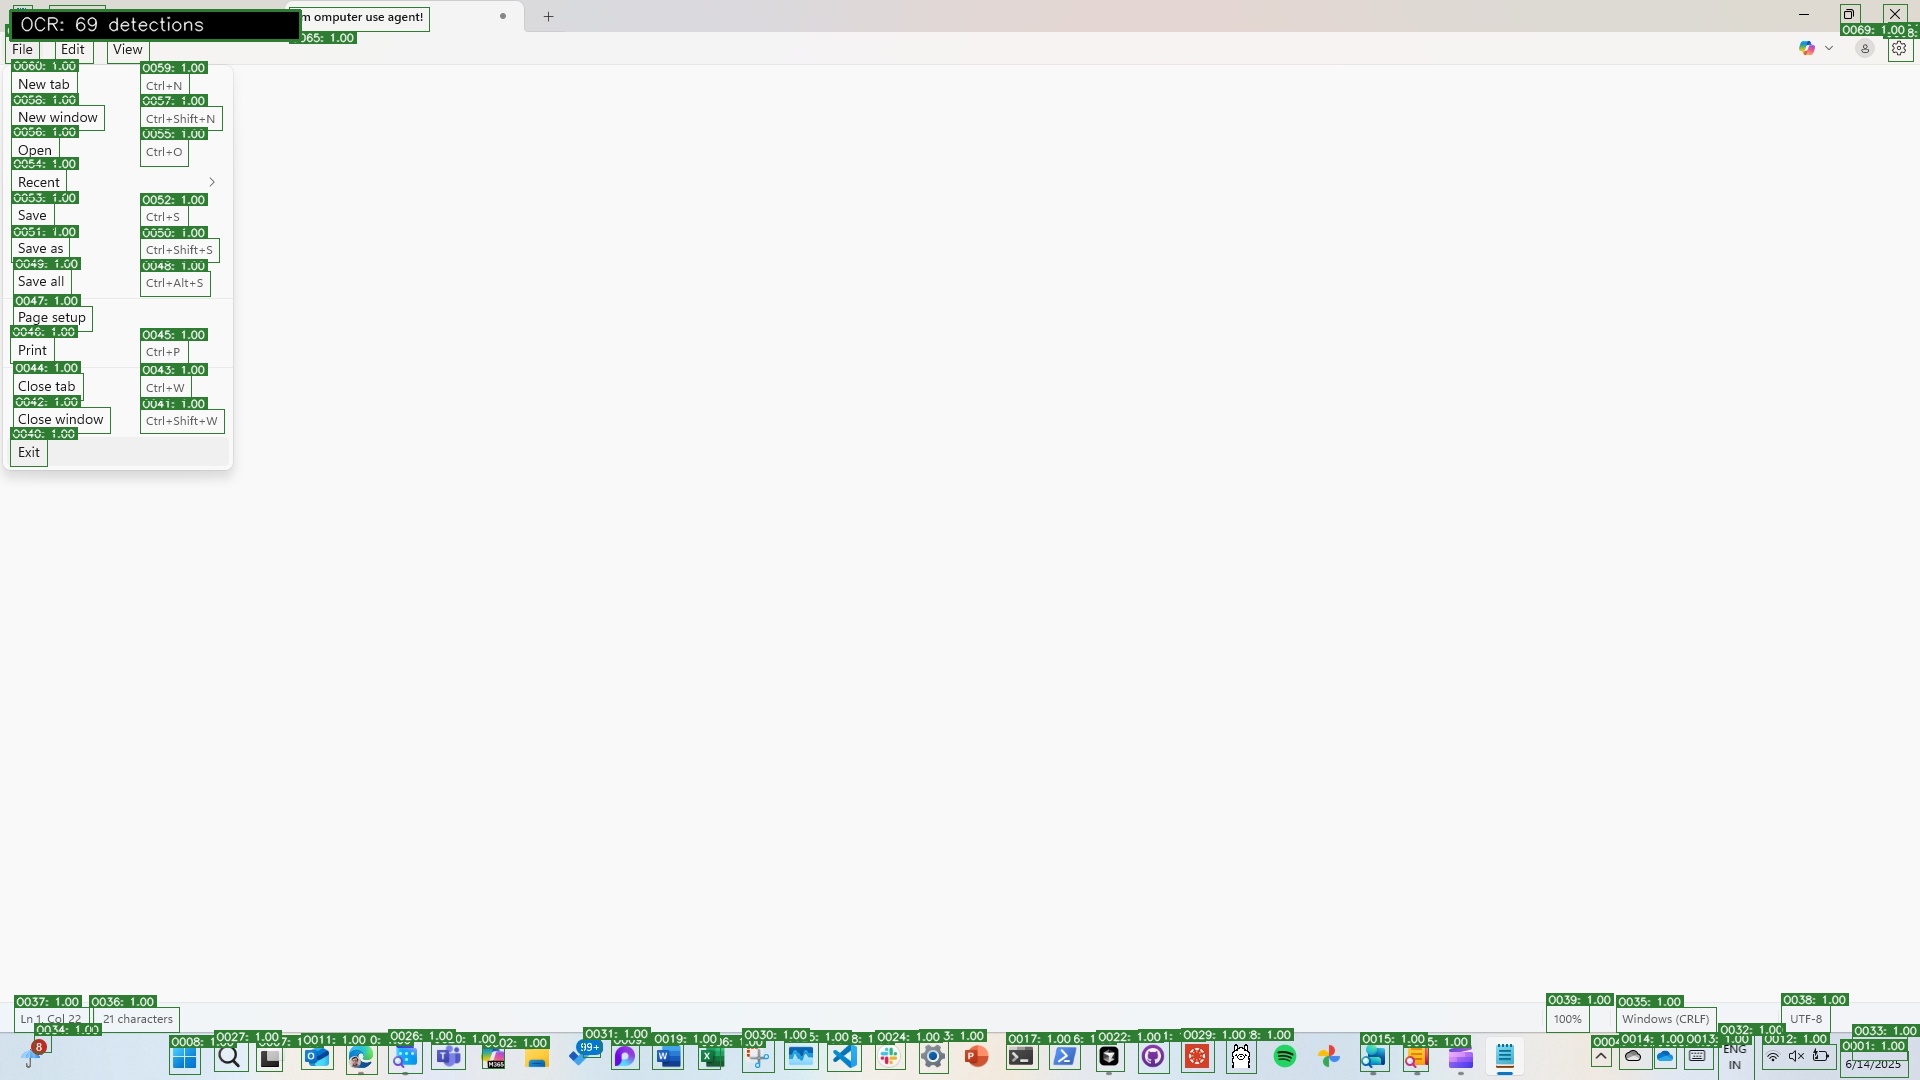 OCR: 69 detections
m omputer use agent!
0065: 1.00
0069: 1.00
File Edit View
0060: 1.00 0059: 1.00
New tab Ctrl+N
0058: 1.00 0057: 1.00
New window Ctrl+Shift+N
0056: 1.00 0055: 1.00
Open Ctrl+O
0054: 1.00
Recent
0053: 1.00 0052: 1.00
Save Ctrl+S
0051: 1.00 0050: 1.00
Save as Ctrl+Shift+S
0049: 1.00 0048: 1.00
Save all Ctrl+Alt+S
0047: 1.00
Page setup
0046: 1.00 0045: 1.00
Print Ctrl+P
0044: 1.00 0043: 1.00
Close tab Ctrl+W
0042: 1.00 0041: 1.00
Close window Ctrl+Shift+W
0040: 1.00
Exit
0037: 1.00 0036: 1.00 0039: 1.00 0035: 1.00 0038: 1.00
Ln 1, Col 22 21 characters 100% Windows (CRLF) UTF-8
0034: 1.00 0027: 1.00 0011: 1.00 0026: 1.00 0031: 1.00 0019: 1.00 0030: 1.00 0024: 1.00 0017: 1.00 0022: 1.00 0029: 1.00 0015: 1.00 0014: 1.00 0032: 1.00 0012: 1.00 0033: 1.00
0001: 1.00
8 M365 99+ ENG
IN 6/14/2025